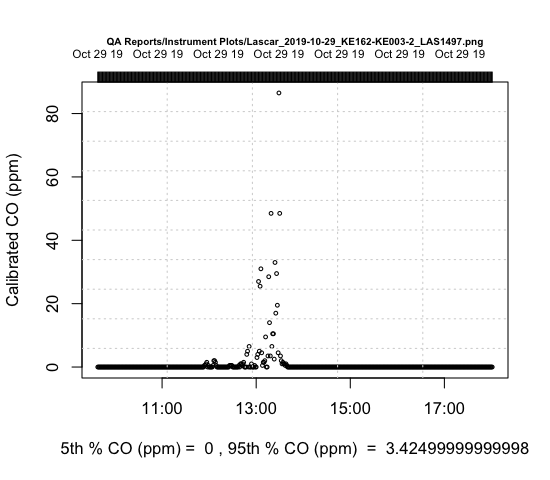 QA Reports/Instrument Plots/Lascar_2019-10-29_KE162-KE003-2_LAS1497.png
Oct 29 19 Oct 29 19 Oct 29 19 Oct 29 19 Oct 29 19 Oct 29 19 Oct 29 19
Calibrated CO (ppm)
80
60
40
20
0
11:00 13:00 15:00 17:00
5th % CO (ppm) = 0 , 95th % CO (ppm) = 3.42499999999998